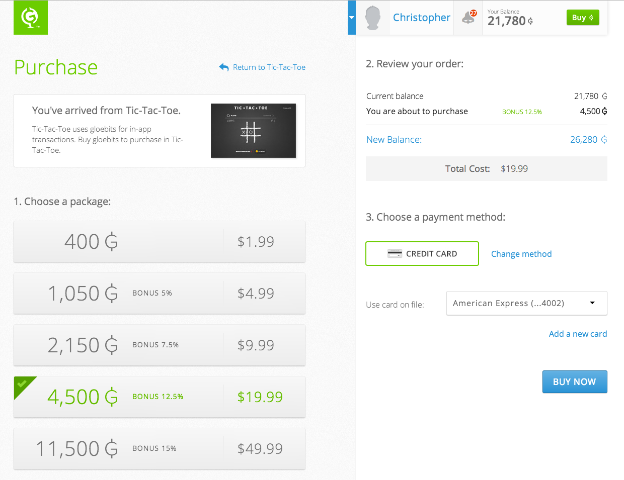 Christopher
27
Your Balance
21,780 G
Buy G
Purchase
Return to Tic-Tac-Toe
You've arrived from Tic-Tac-Toe.
Tic-Tac-Toe uses gloebits for in-app
transactions. Buy gloebits to purchase in Tic-
Tac-Toe.
TIC-TAC-TOE
1. Choose a package:
400 G $1.99
1,050 G BONUS 5% $4.99
2,150 G BONUS 7.5% $9.99
4,500 G BONUS 12.5% $19.99
11,500 G BONUS 15% $49.99
2. Review your order:
Current balance 21,780 G
You are about to purchase BONUS 12.5% 4,500 G
New Balance: 26,280 G
Total Cost: $19.99
3. Choose a payment method:
CREDIT CARD Change method
Use card on file: American Express (...4002)
Add a new card
BUY NOW